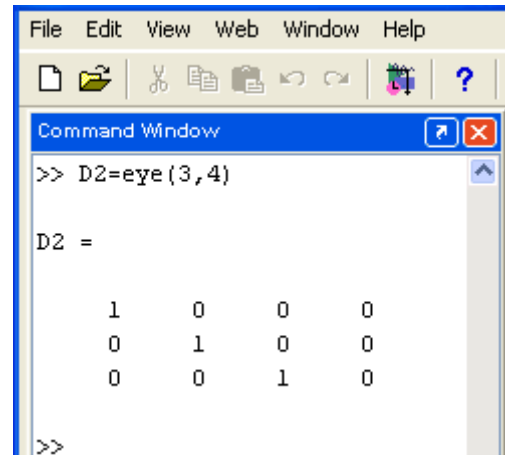 File Edit View Web Window Help
?
Command Window
>> D2=eye(3,4)
D2 =
1 0 0 0
0 1 0 0
0 0 1 0
>>